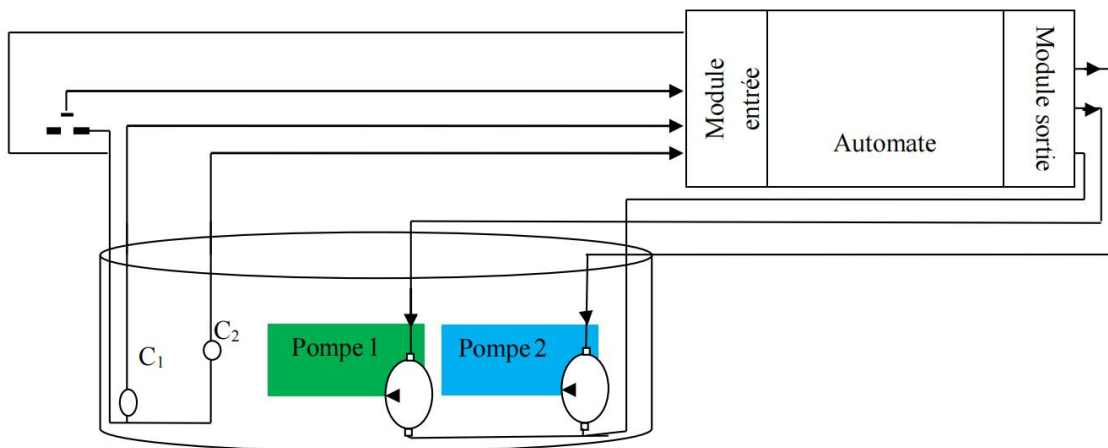 Module
entrée
Automate
Module sortie
C₁
C₂
Pompe 1
Pompe 2